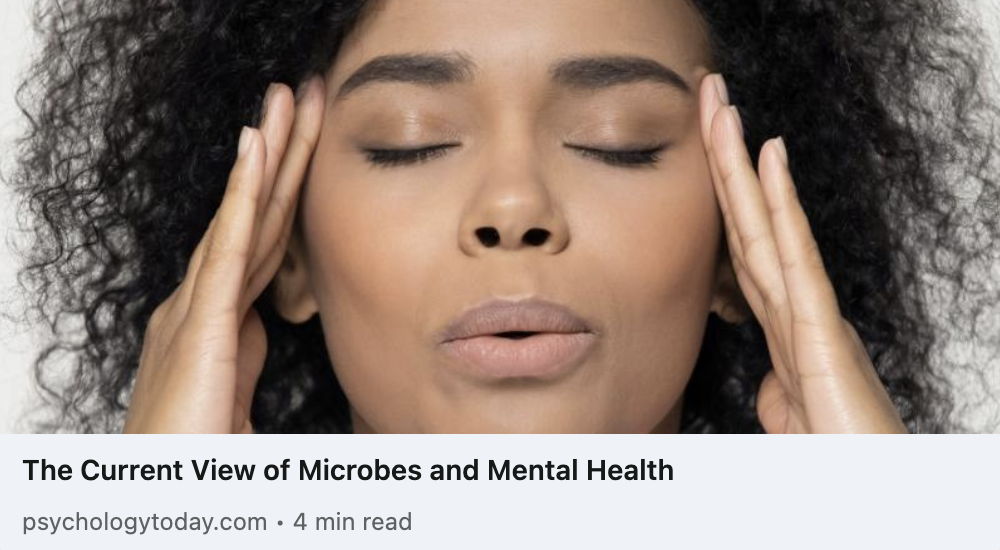 The Current View of Microbes and Mental Health
psychologytoday.com • 4 min read